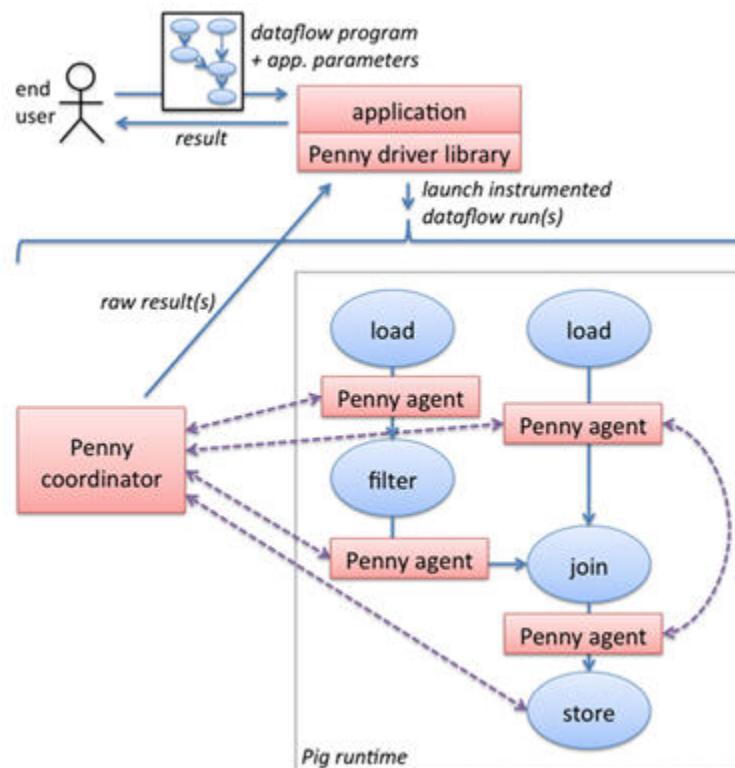 dataflow program
+ app. parameters
end
user
result
application
Penny driver library
launch instrumented
dataflow run(s)
raw result(s)
load
load
Penny agent
Penny agent
Penny
coordinator
filter
Penny agent
join
Penny agent
store
Pig runtime